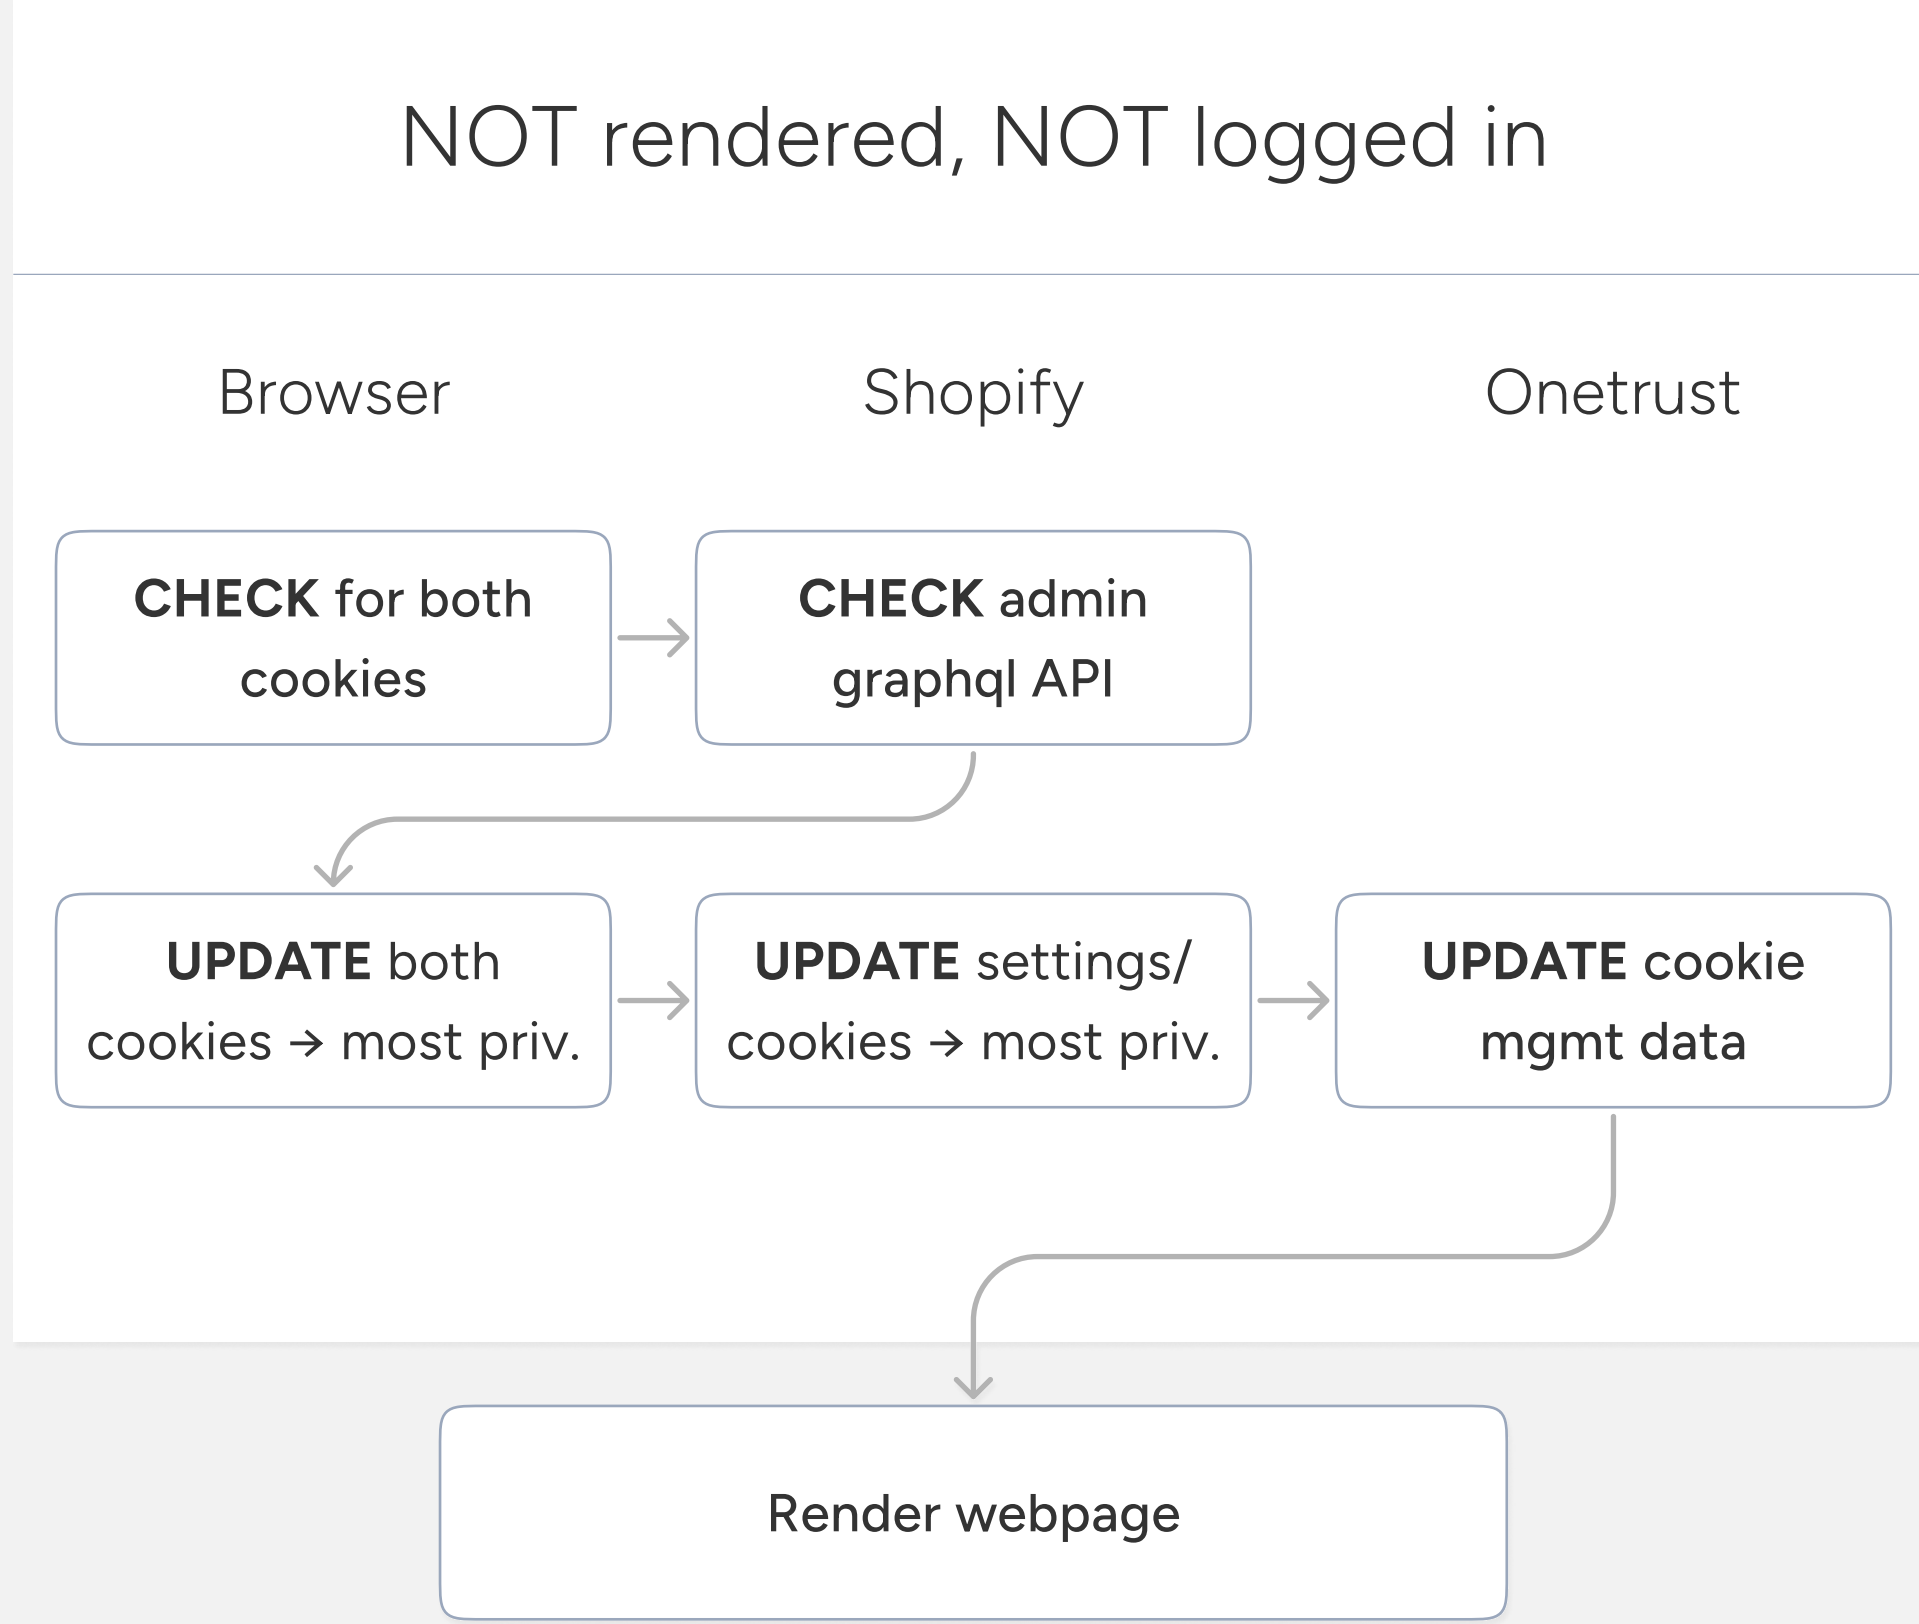 NOT rendered, NOT logged in
Browser
Shopify
Onetrust
CHECK for both
cookies
CHECK admin
graphql API
UPDATE both
cookies → most priv.
UPDATE settings/
cookies → most priv.
UPDATE cookie
mgmt data
Render webpage